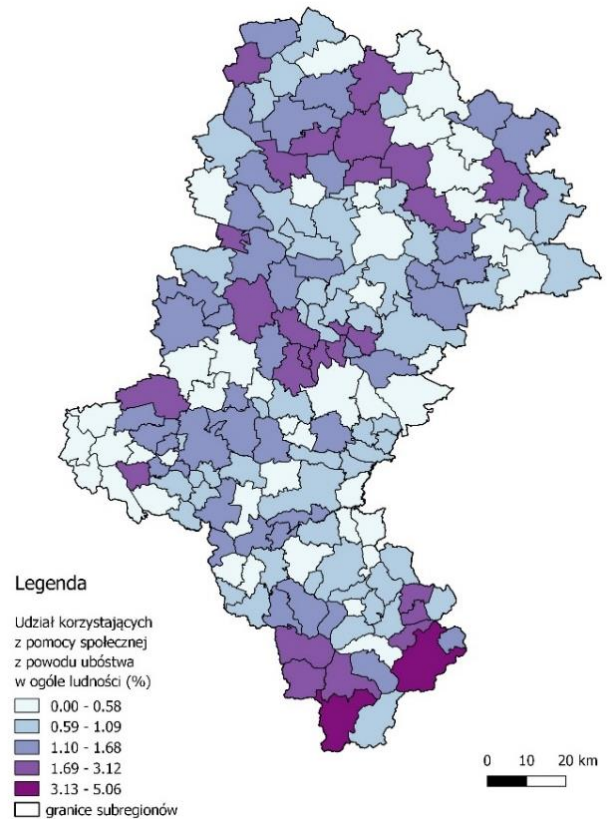 Legenda
Udział korzystających
z pomocy społecznej
z powodu ubóstwa
w ogóle ludności (%)
0.00 - 0.58
0.59 - 1.09
1.10 - 1.68
1.69 - 3.12
3.13 - 5.06
granice subregionów
0 10 20 km